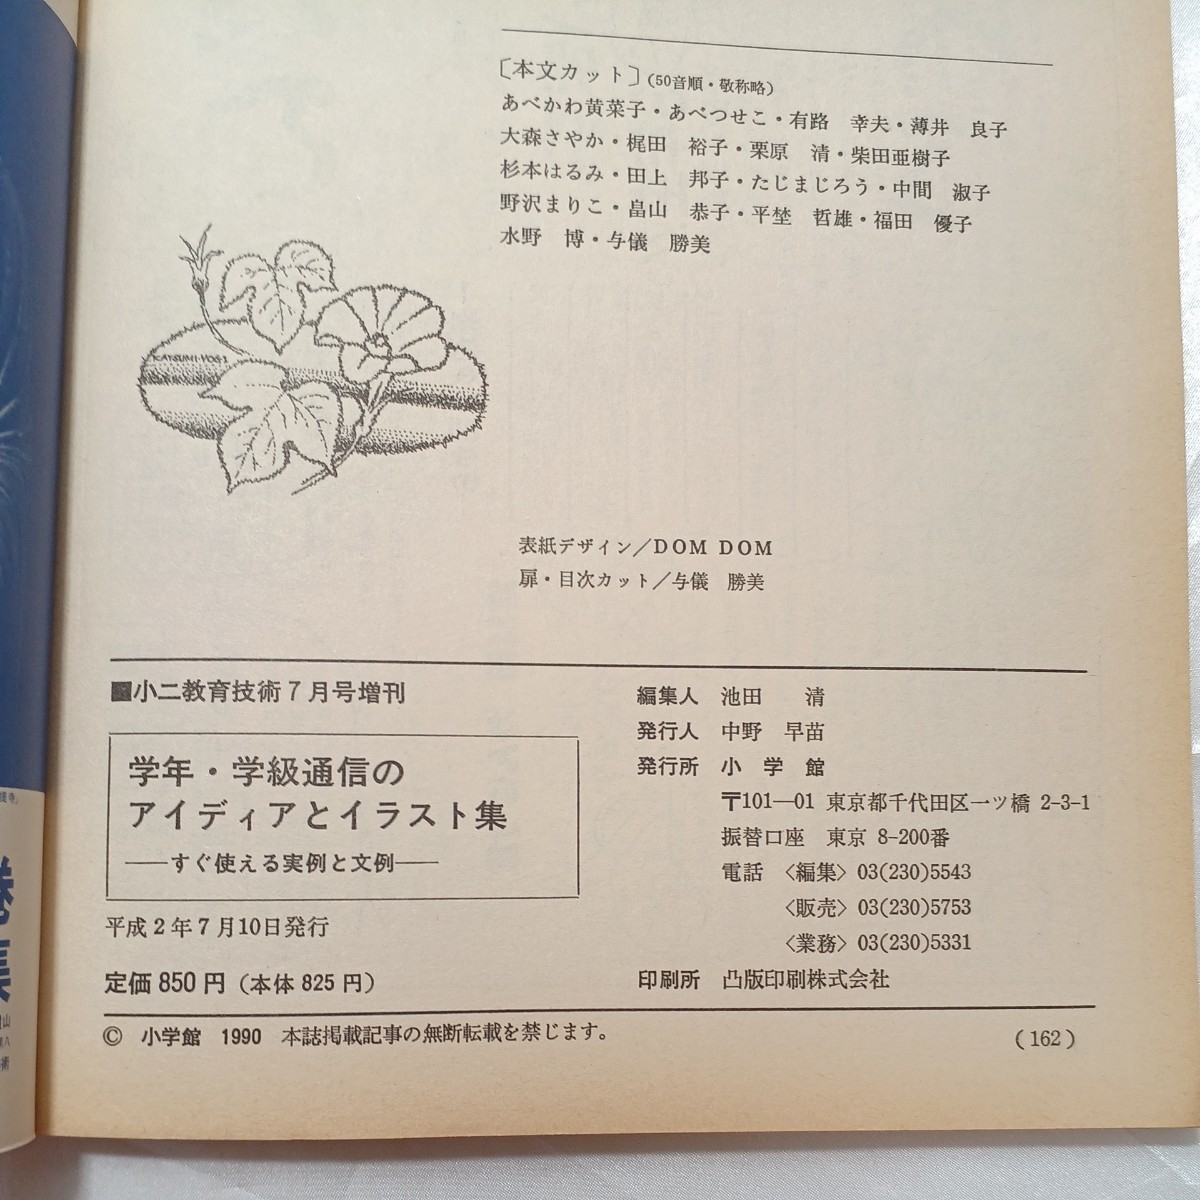 〔本文カット〕(50音順・敬称略)
あべかわ黄菜子・あべつせこ・有路 幸夫・薄井 良子
大森さやか・梶田 裕子・栗原 清・柴田亜樹子
杉本はるみ・田上 邦子・たじまじろう・中間 淑子
野沢まりこ・畠山 恭子・平埜 哲雄・福田 優子
水野 博・与儀 勝美
KATSUMI・YOGI
表紙デザイン／DOM DOM
扉・目次カット／与儀 勝美
■小二教育技術7月号増刊
学年・学級通信の
アイディアとイラスト集
──すぐ使える実例と文例──
平成2年7月10日発行
定価 850円（本体 825円）
編集人 池田 清
発行人 中野 早苗
発行所 小学館
〒101―01 東京都千代田区一ツ橋 2-3-1
振替口座 東京 8-200番
電話 〈編集〉 03(230)5543
〈販売〉 03(230)5753
〈業務〉 03(230)5331
印刷所 凸版印刷株式会社
© 小学館 1990 本誌掲載記事の無断転載を禁じます。
(162)